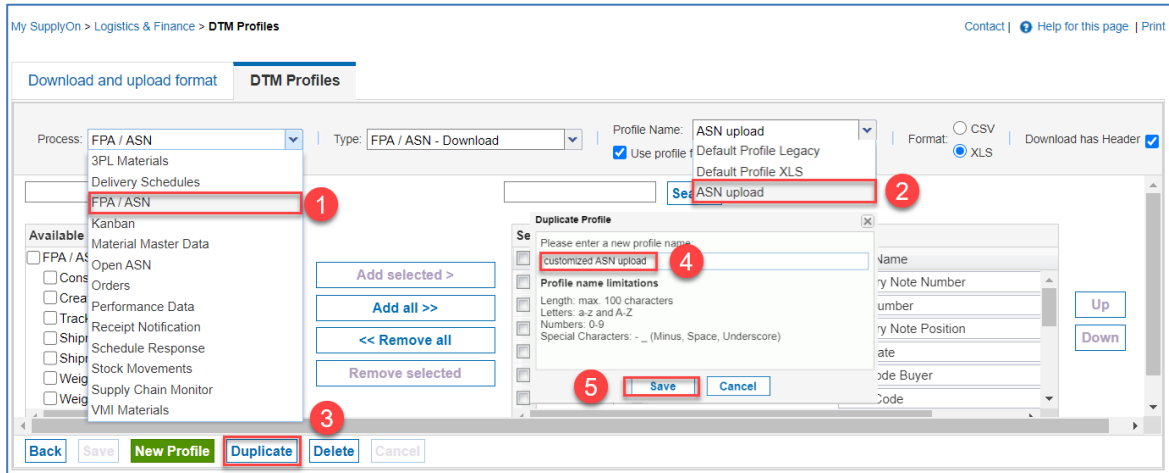 My SupplyOn > Logistics & Finance > DTM Profiles
Contact | ? Help for this page | Print
Download and upload format
DTM Profiles
Process: FPA / ASN
Type: FPA / ASN - Download
Profile Name: ASN upload
Format: CSV
XLS
Download has Header
Use profile f
3PL Materials
Delivery Schedules
FPA / ASN
Kanban
Material Master Data
Open ASN
Orders
Performance Data
Receipt Notification
Schedule Response
Stock Movements
Supply Chain Monitor
VMI Materials
1
Default Profile Legacy
Default Profile XLS
ASN upload
2
Sea
Available
FPA / AS
Cons
Crea
Track
Shipr
Shipr
Weig
Weig
Add selected >
Add all >>
<< Remove all
Remove selected
Se
Duplicate Profile
Please enter a new profile name
customized ASN upload
4
Profile name limitations
Length: max. 100 characters
Letters: a-z and A-Z
Numbers: 0-9
Special Characters: - _ (Minus, Space, Underscore)
5
Save
Cancel
Name
ry Note Number
umber
ry Note Position
ate
ode Buyer
Code
Up
Down
3
Back
Save
New Profile
Duplicate
Delete
Cancel